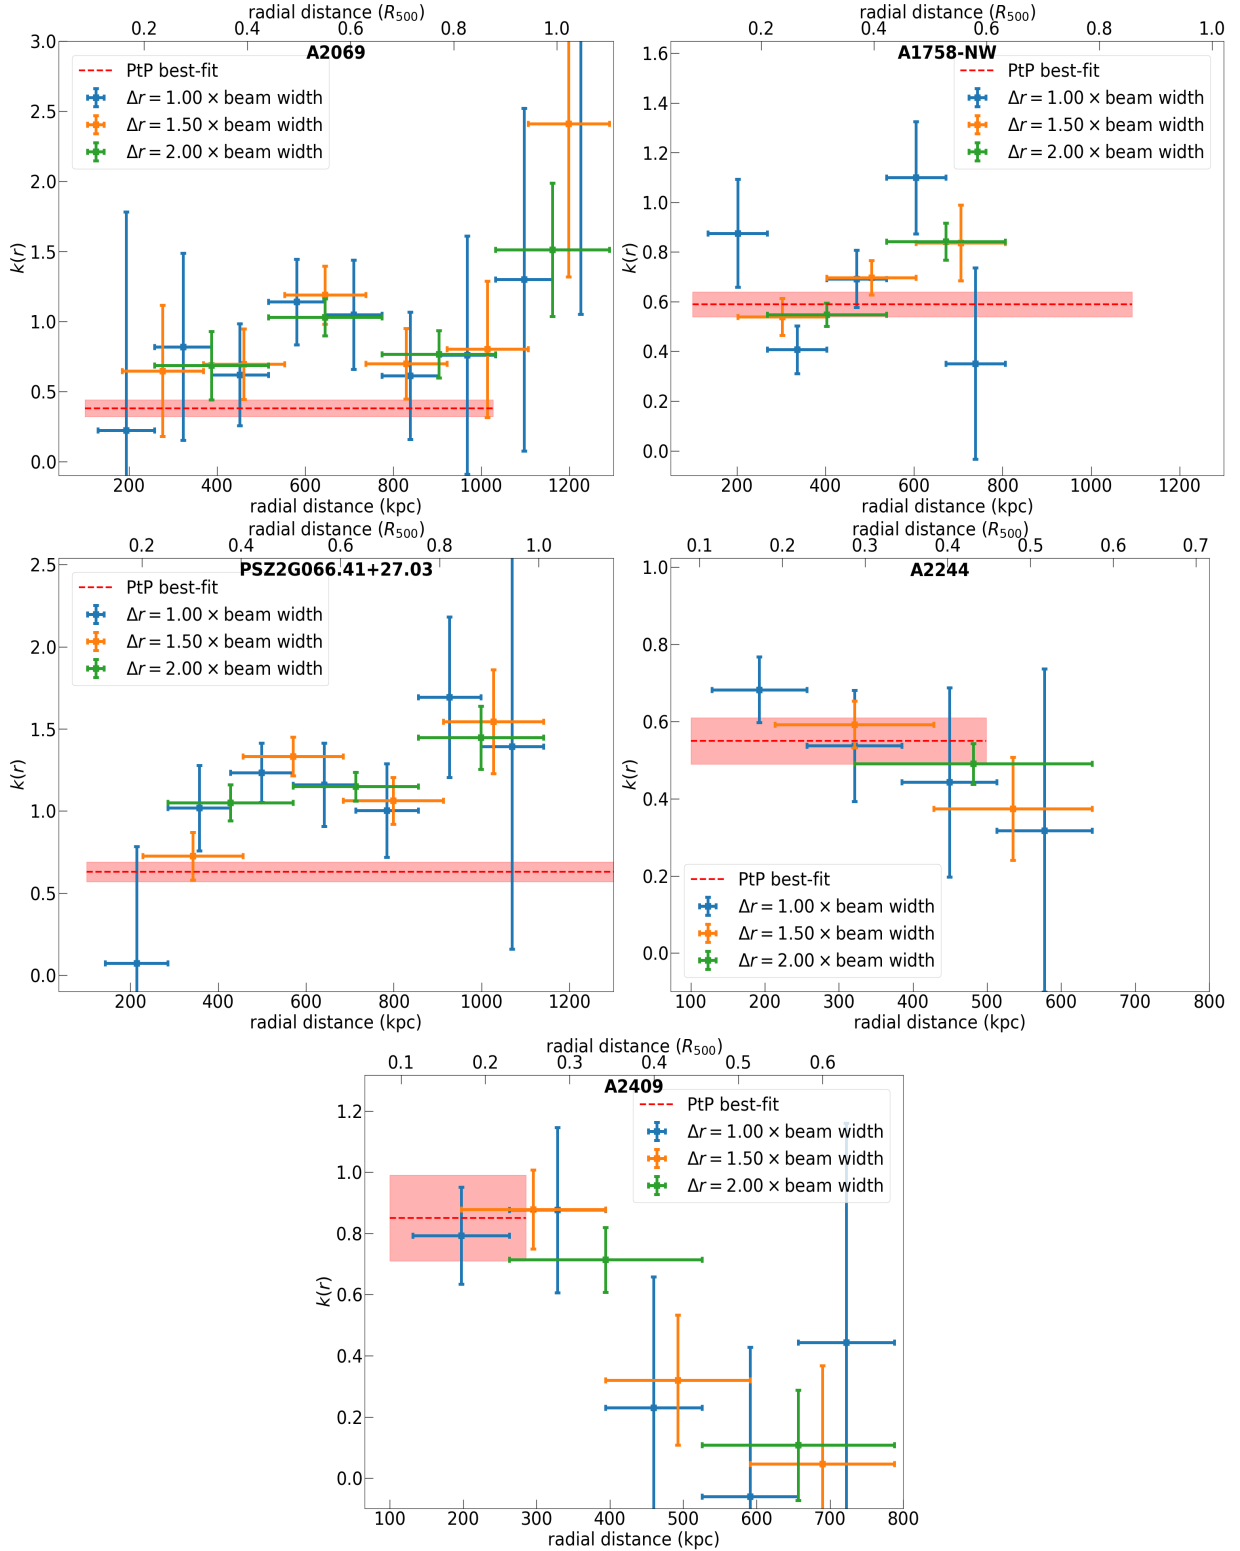 radial distance (R500)
0.2 0.4 0.6 0.8 1.0
A2069
3.0
2.5
2.0
1.5
1.0
0.5
0.0
k(r)
PtP best-fit
Δr = 1.00 × beam width
Δr = 1.50 × beam width
Δr = 2.00 × beam width
200 400 600 800 1000 1200
radial distance (kpc)
radial distance (R500)
0.2 0.4 0.6 0.8 1.0
A1758-NW
1.6
1.4
1.2
1.0
0.8
0.6
0.4
0.2
0.0
k(r)
PtP best-fit
Δr = 1.00 × beam width
Δr = 1.50 × beam width
Δr = 2.00 × beam width
200 400 600 800 1000 1200
radial distance (kpc)
radial distance (R500)
0.2 0.4 0.6 0.8 1.0
PSZ2G066.41+27.03
2.5
2.0
1.5
1.0
0.5
0.0
k(r)
PtP best-fit
Δr = 1.00 × beam width
Δr = 1.50 × beam width
Δr = 2.00 × beam width
200 400 600 800 1000 1200
radial distance (kpc)
radial distance (R500)
0.1 0.2 0.3 0.4 0.5 0.6 0.7
A2244
1.0
0.8
0.6
0.4
0.2
0.0
k(r)
PtP best-fit
Δr = 1.00 × beam width
Δr = 1.50 × beam width
Δr = 2.00 × beam width
100 200 300 400 500 600 700 800
radial distance (kpc)
radial distance (R500)
0.1 0.2 0.3 0.4 0.5 0.6
A2409
1.2
1.0
0.8
0.6
0.4
0.2
0.0
k(r)
PtP best-fit
Δr = 1.00 × beam width
Δr = 1.50 × beam width
Δr = 2.00 × beam width
100 200 300 400 500 600 700 800
radial distance (kpc)